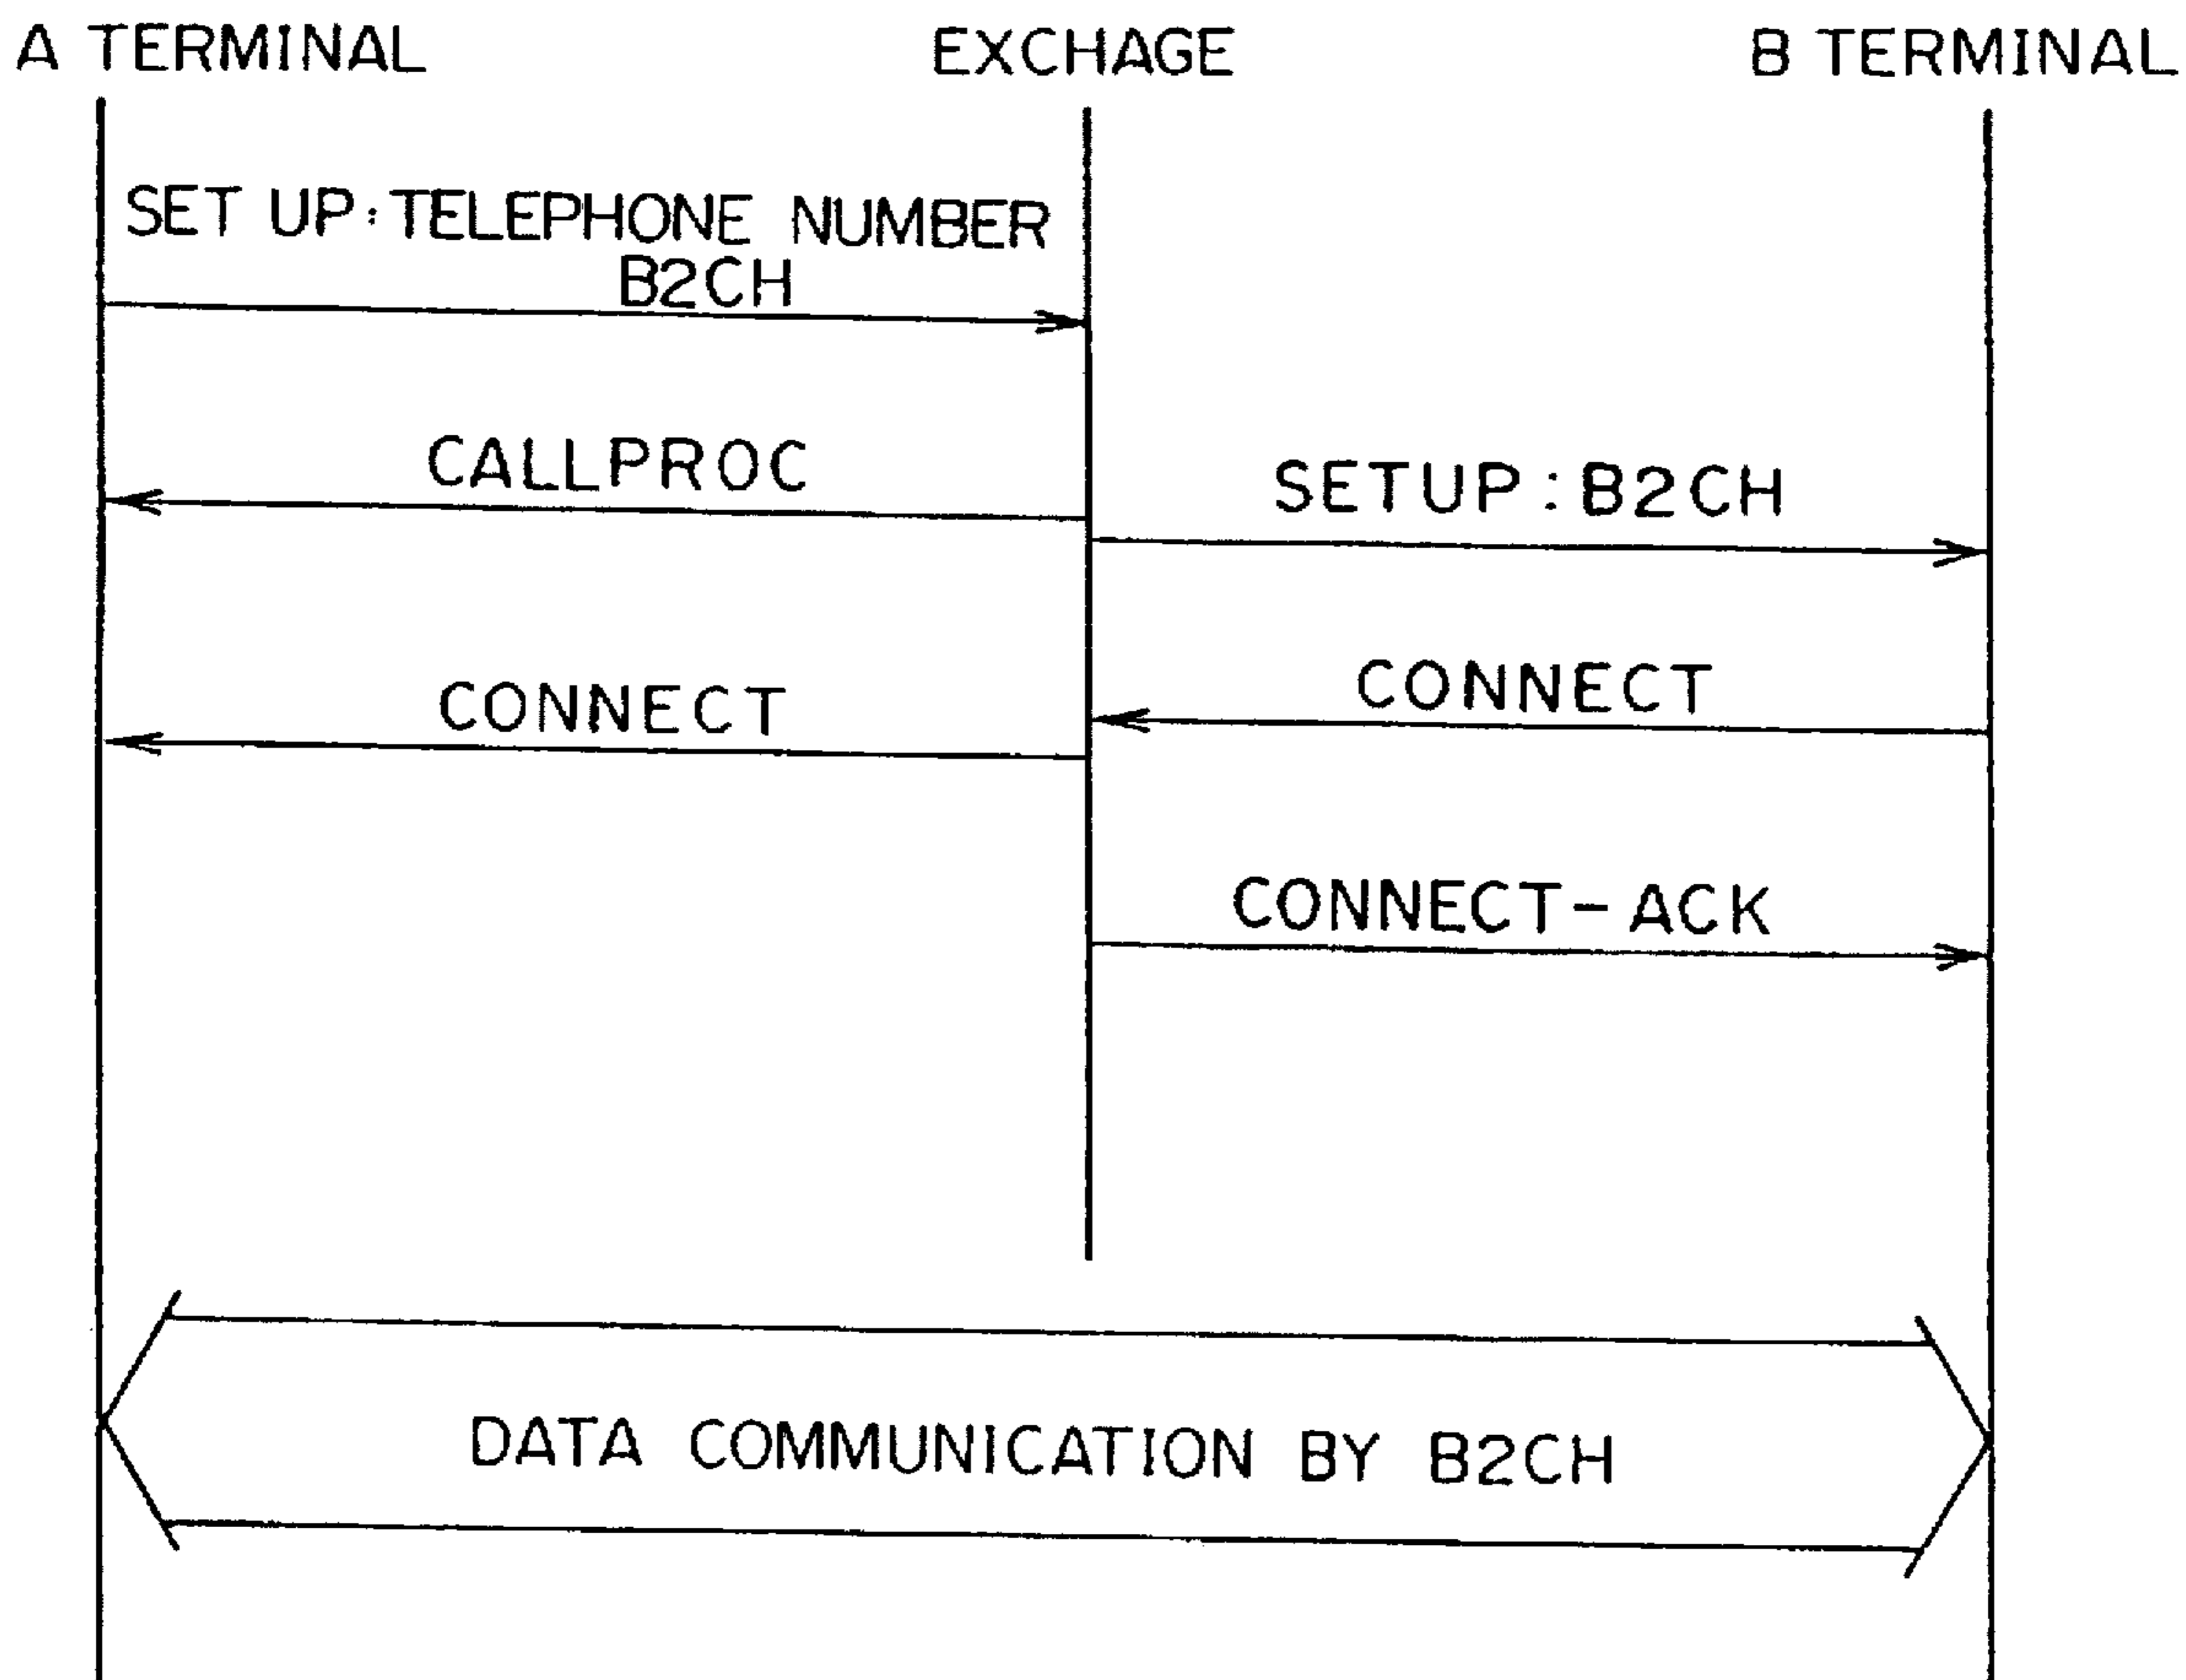 A TERMINAL
EXCHAGE
B TERMINAL
SET UP : TELEPHONE NUMBER
B2CH
CALLPROC
SETUP : B2CH
CONNECT
CONNECT
CONNECT-ACK
DATA COMMUNICATION BY B2CH